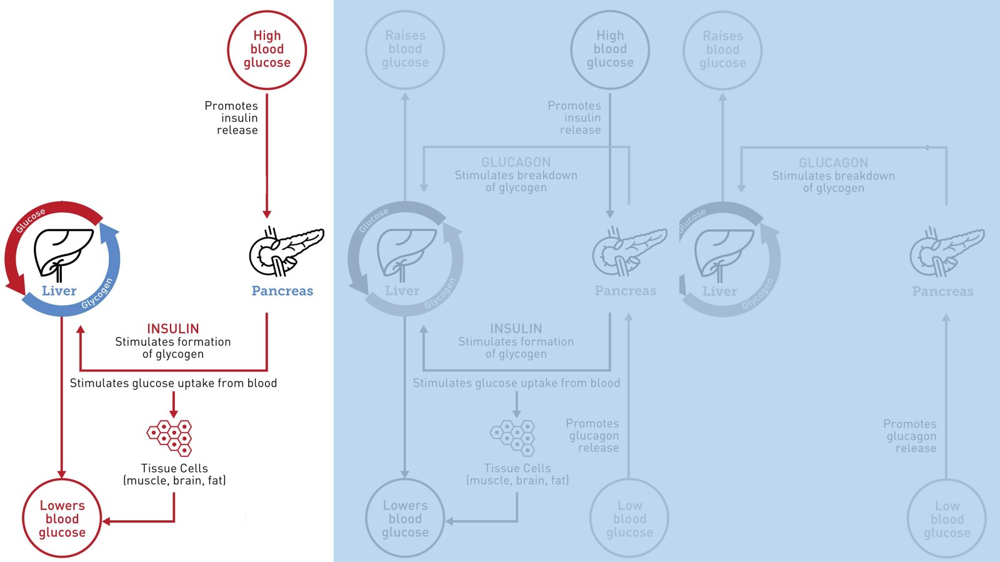 High
blood
glucose
Promotes
insulin
release
Glucose
Glycogen
Liver
Pancreas
INSULIN
Stimulates formation
of glycogen
Stimulates glucose uptake from blood
Tissue Cells
(muscle, brain, fat)
Lowers
blood
glucose
Raises
blood
glucose
High
blood
glucose
Promotes
insulin
release
GLUCAGON
Stimulates breakdown
of glycogen
Glucose
Glycogen
Liver
Pancreas
INSULIN
Stimulates formation
of glycogen
Stimulates glucose uptake from blood
Promotes
glucagon
release
Tissue Cells
(muscle, brain, fat)
Lowers
blood
glucose
Low
blood
glucose
Raises
blood
glucose
GLUCAGON
Stimulates breakdown
of glycogen
Glucose
Glycogen
Liver
Pancreas
Promotes
glucagon
release
Low
blood
glucose